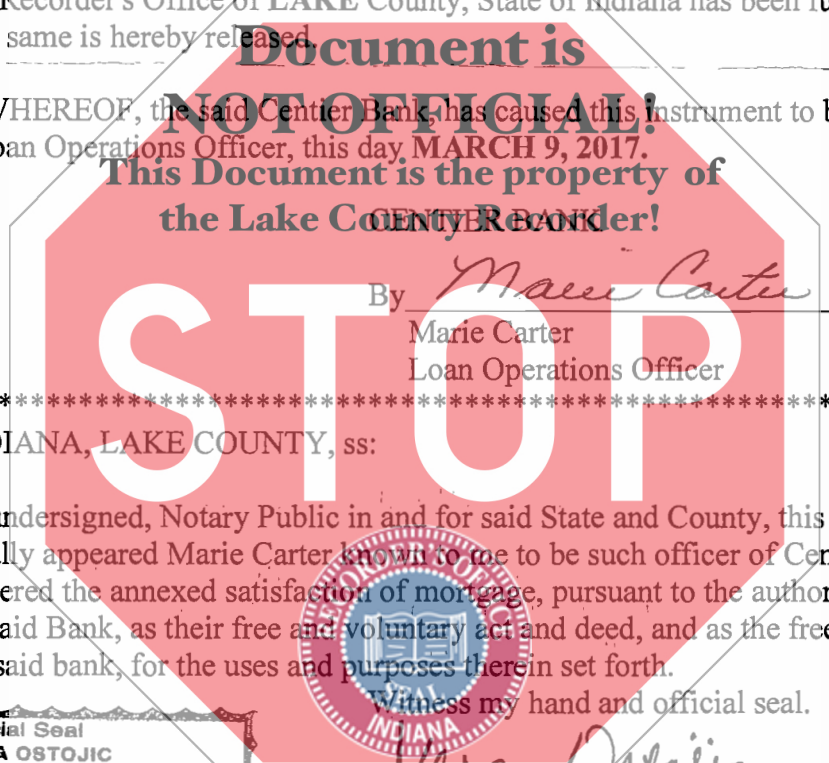 Recorder's Office of LAKE County, State of Indiana has been fu
same is hereby released.
Document is
WHEREOF, the said Centier Bank, has caused this instrument to b
NOT OFFICIAL!
oan Operations Officer, this day MARCH 9, 2017.
This Document is the property of
the Lake County Recorder!
CENTIER BANK
By Marie Carter
Marie Carter
Loan Operations Officer
STOP
DIANA, LAKE COUNTY, ss:
ndersigned, Notary Public in and for said State and County, this
lly appeared Marie Carter known to me to be such officer of Cen
ered the annexed satisfaction of mortgage, pursuant to the author
aid Bank, as their free and voluntary act and deed, and as the free
said bank, for the uses and purposes therein set forth.
SEAL
INDIANA
Witness my hand and official seal.
ial Seal
A OSTOJIC